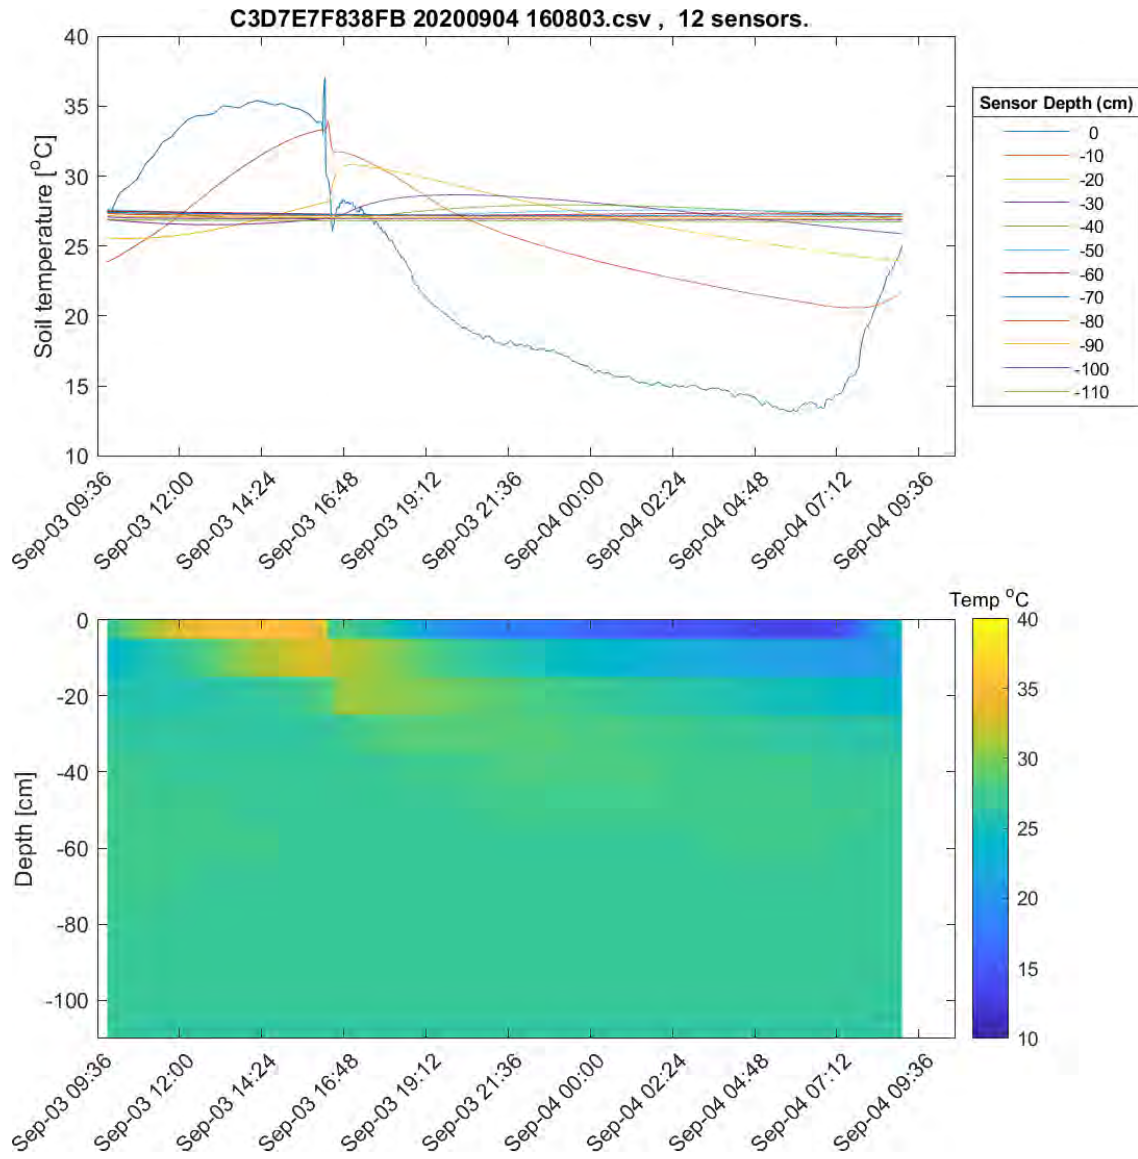 C3D7E7F838FB 20200904 160803.csv ,  12 sensors.
40
35
30
25
20
15
10
Soil temperature [°C]
Sep-03 09:36
Sep-03 12:00
Sep-03 14:24
Sep-03 16:48
Sep-03 19:12
Sep-03 21:36
Sep-04 00:00
Sep-04 02:24
Sep-04 04:48
Sep-04 07:12
Sep-04 09:36
Sensor Depth (cm)
0
-10
-20
-30
-40
-50
-60
-70
-80
-90
-100
-110
Temp °C
0
-20
-40
-60
-80
-100
Depth [cm]
40
35
30
25
20
15
10
Sep-03 09:36
Sep-03 12:00
Sep-03 14:24
Sep-03 16:48
Sep-03 19:12
Sep-03 21:36
Sep-04 00:00
Sep-04 02:24
Sep-04 04:48
Sep-04 07:12
Sep-04 09:36